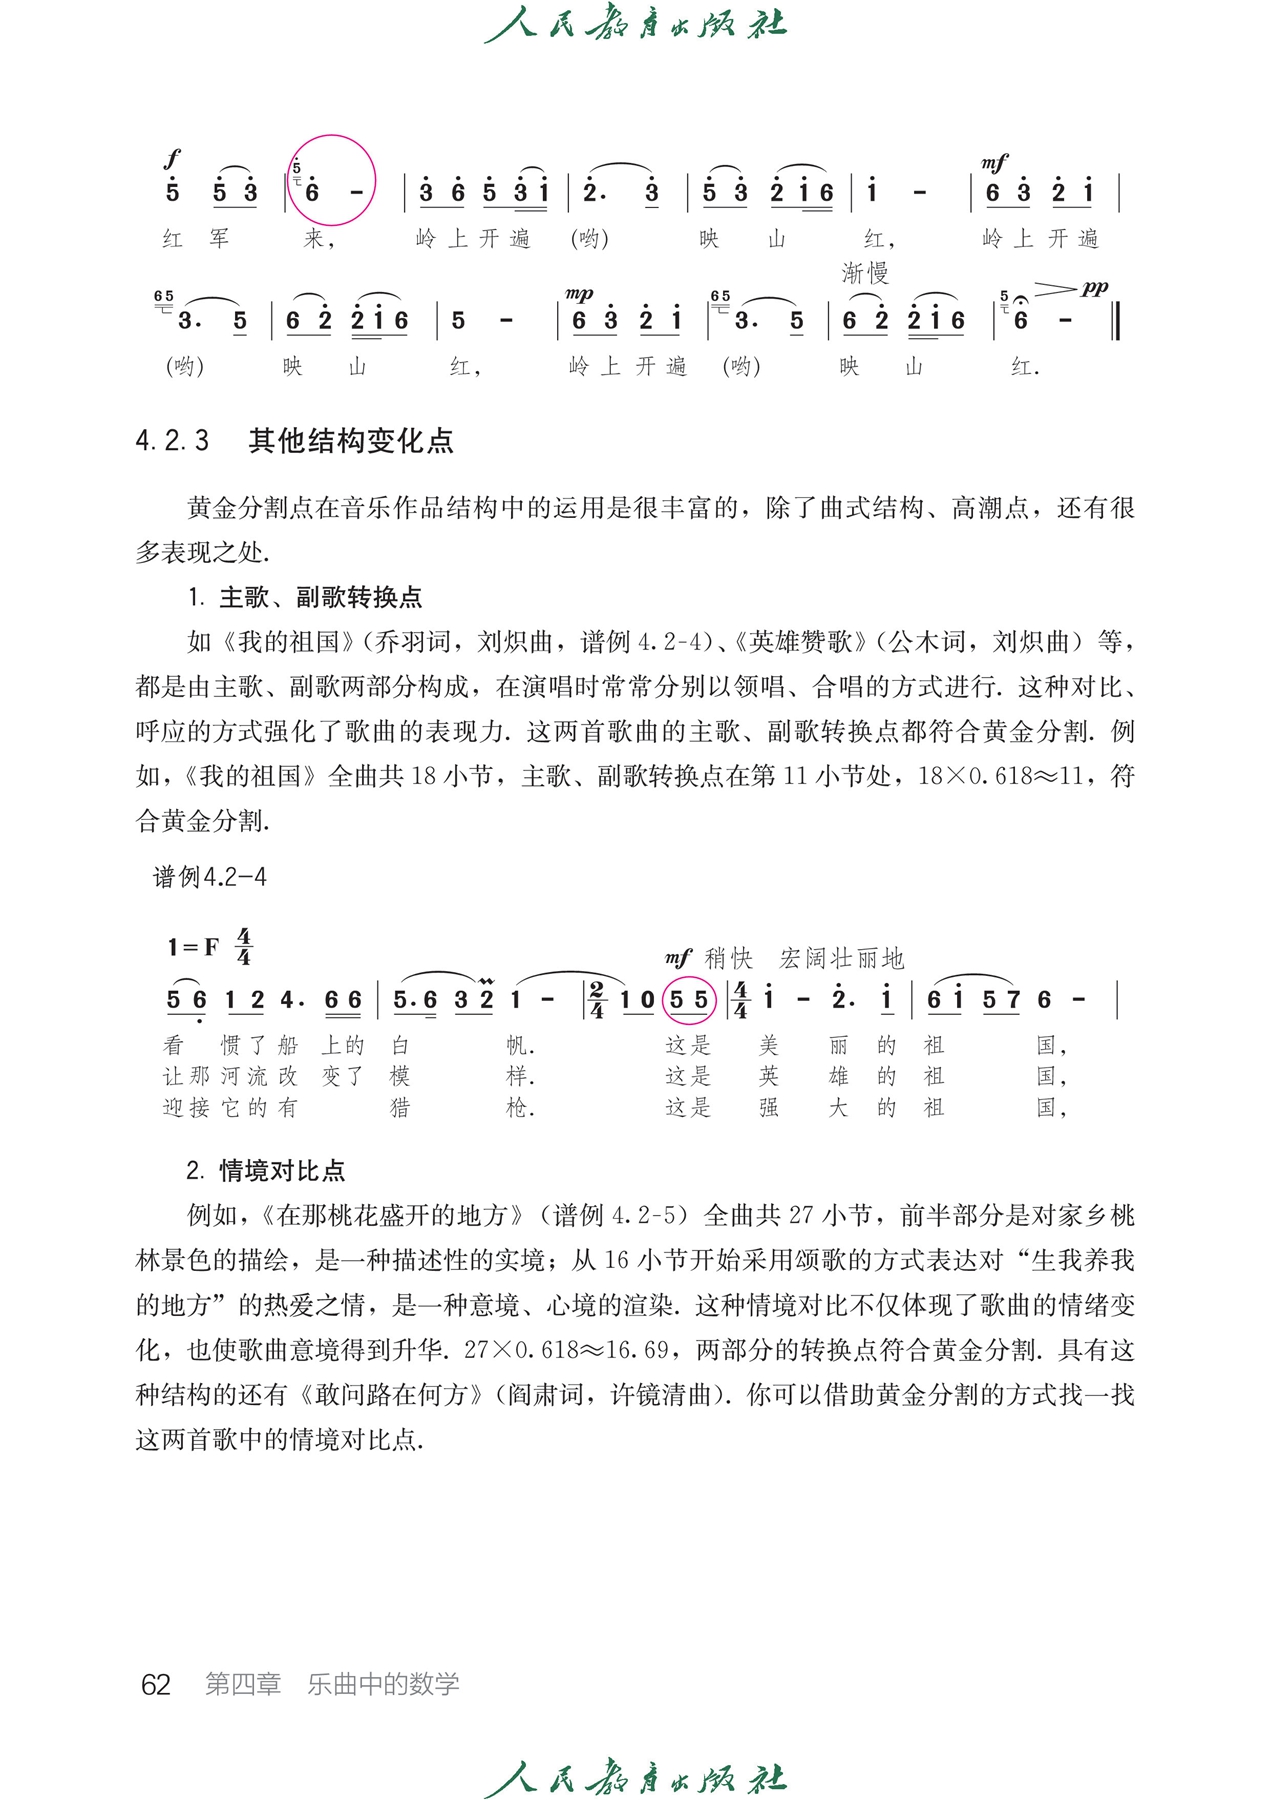 人民教育出版社
f
5 5 3 | 5 6 - | 3 6 5 3 1 | 2. 3 | 5 3 2 1 6 | 1 - | mf 6 3 2 1 |
红 军 来, 岭 上 开 遍 (哟) 映 山 红, 岭 上 开 遍
渐慢
65 3. 5 | 6 2 2 1 6 | 5 - | mp 6 3 2 1 | 65 3. 5 | 6 2 2 1 6 | 5 6 - pp
(哟) 映 山 红, 岭 上 开 遍 (哟) 映 山 红.
4.2.3 其他结构变化点
黄金分割点在音乐作品结构中的运用是很丰富的，除了曲式结构、高潮点，还有很
多表现之处.
1. 主歌、副歌转换点
如《我的祖国》（乔羽词，刘炽曲，谱例 4.2-4）、《英雄赞歌》（公木词，刘炽曲）等，
都是由主歌、副歌两部分构成，在演唱时常常分别以领唱、合唱的方式进行. 这种对比、
呼应的方式强化了歌曲的表现力. 这两首歌曲的主歌、副歌转换点都符合黄金分割. 例
如，《我的祖国》全曲共 18 小节，主歌、副歌转换点在第 11 小节处，18×0.618≈11，符
合黄金分割.
谱例4.2-4
1=F 4/4
mf 稍快 宏阔壮丽地
5 6 1 2 4. 6 6 | 5. 6 3 2 1 - | 2/4 1 0 5 5 | 4/4 1 - 2. 1 | 6 1 5 7 6 - |
看 惯了船 上的 白 帆. 这是 美 丽 的 祖 国,
让那 河流改 变了 模 样. 这是 英 雄 的 祖 国,
迎接 它的有 猎 枪. 这是 强 大 的 祖 国,
2. 情境对比点
例如，《在那桃花盛开的地方》（谱例 4.2-5）全曲共 27 小节，前半部分是对家乡桃
林景色的描绘，是一种描述性的实境；从 16 小节开始采用颂歌的方式表达对“生我养我
的地方”的热爱之情，是一种意境、心境的渲染. 这种情境对比不仅体现了歌曲的情绪变
化，也使歌曲意境得到升华. 27×0.618≈16.69，两部分的转换点符合黄金分割. 具有这
种结构的还有《敢问路在何方》（阎肃词，许镜清曲）. 你可以借助黄金分割的方式找一找
这两首歌中的情境对比点.
62 第四章 乐曲中的数学
人民教育出版社